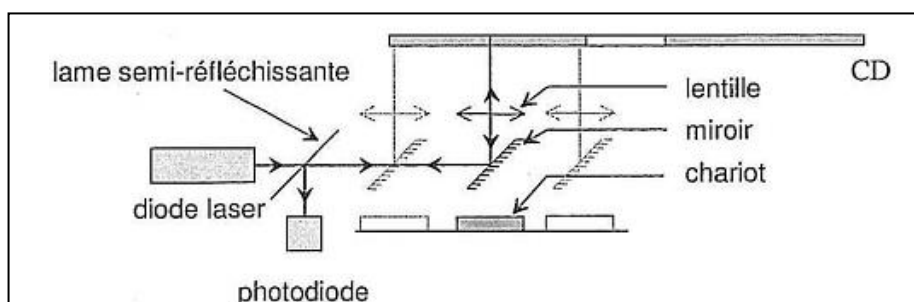 lame semi-réfléchissante
CD
lentille
miroir
chariot
diode laser
photodiode